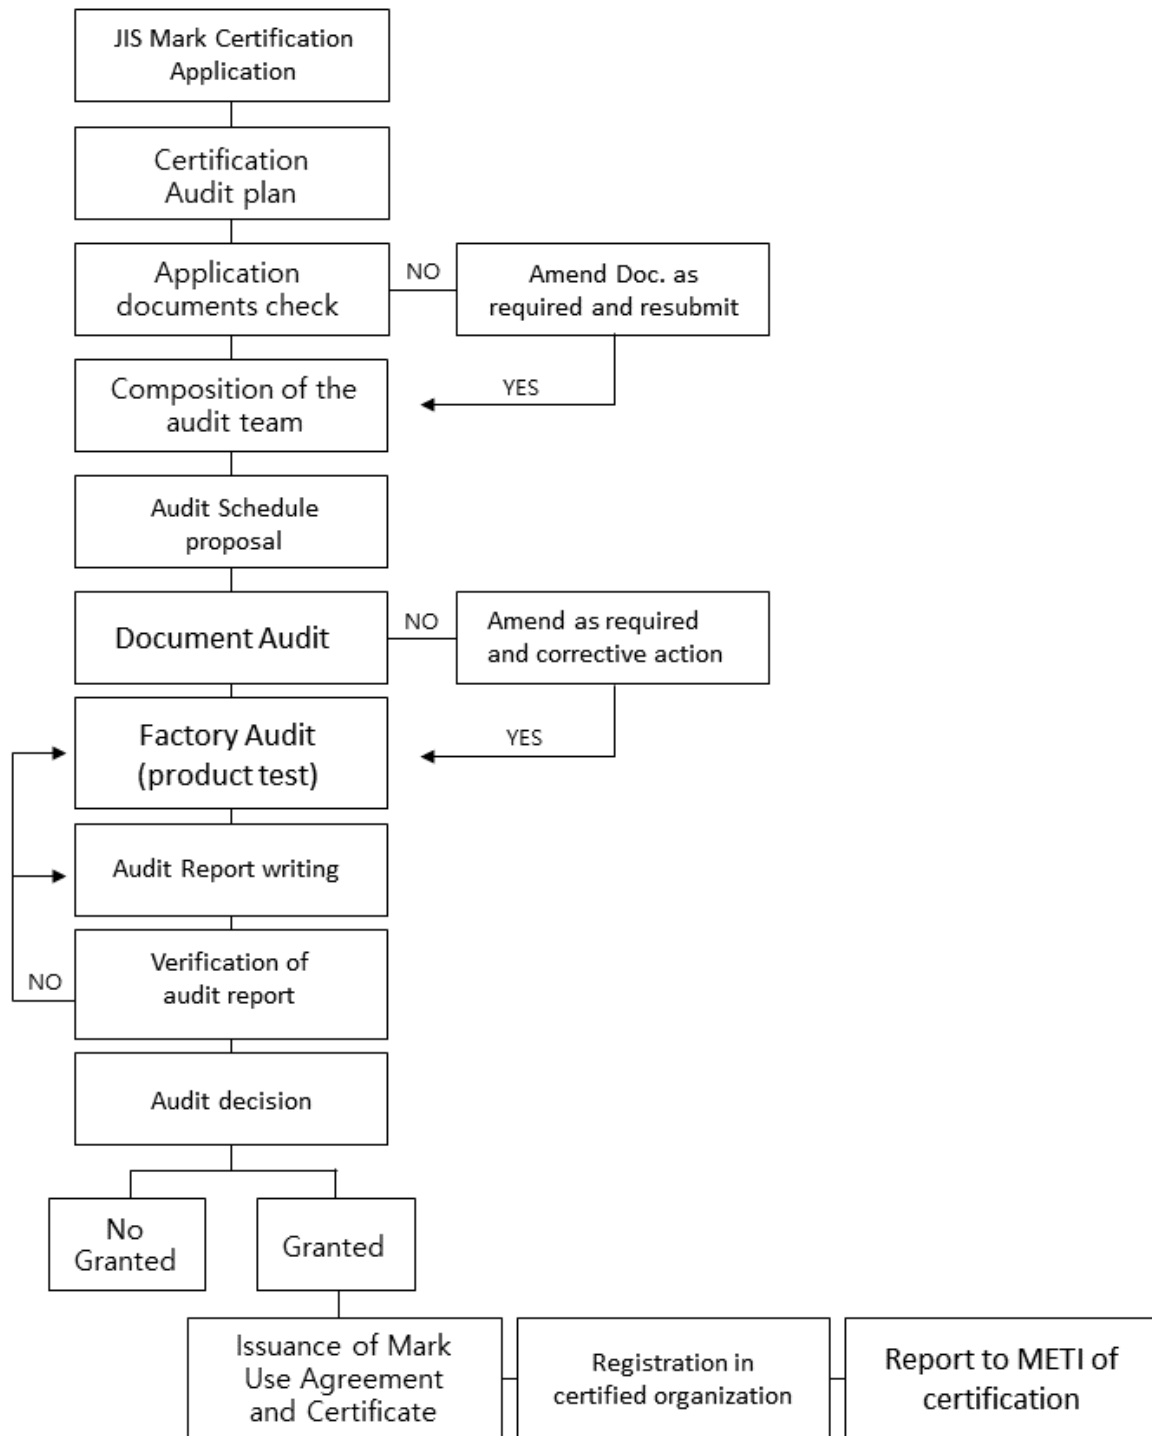 JIS Mark Certification
Application
Certification
Audit plan
Application
documents check
NO
Amend Doc. as
required and resubmit
YES
Composition of the
audit team
Audit Schedule
proposal
Document Audit
NO
Amend as required
and corrective action
YES
Factory Audit
(product test)
Audit Report writing
Verification of
audit report
NO
Audit decision
No
Granted
Granted
Issuance of Mark
Use Agreement
and Certificate
Registration in
certified organization
Report to METI of
certification